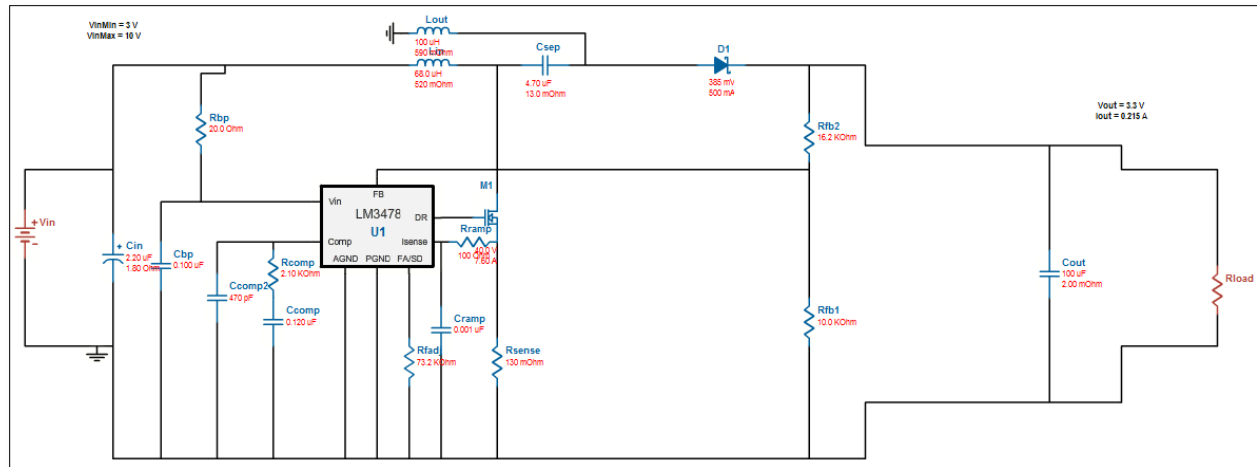 VinMin = 3 V
VinMax = 10 V
Lout
100 uH
590 mOhm
Lin
68.0 uH
520 mOhm
Csep
4.70 uF
13.0 mOhm
D1
385 mV
500 mA
Rbp
20.0 Ohm
Rfb2
16.2 KOhm
Vout = 3.3 V
Iout = 0.215 A
M1
FB
Vin
LM3478
DR
U1
Comp
Isense
AGND
PGND
FA/SD
Rramp
40.0 V
7.60 A
100 Ohm
+
Vin
-
+
Cin
2.20 uF
1.80 Ohm
Cbp
0.100 uF
Rcomp
2.10 KOhm
Ccomp2
470 pF
Ccomp
0.120 uF
Cramp
0.001 uF
Rfadj
73.2 KOhm
Rsense
130 mOhm
Rfb1
10.0 KOhm
Cout
100 uF
2.00 mOhm
Rload